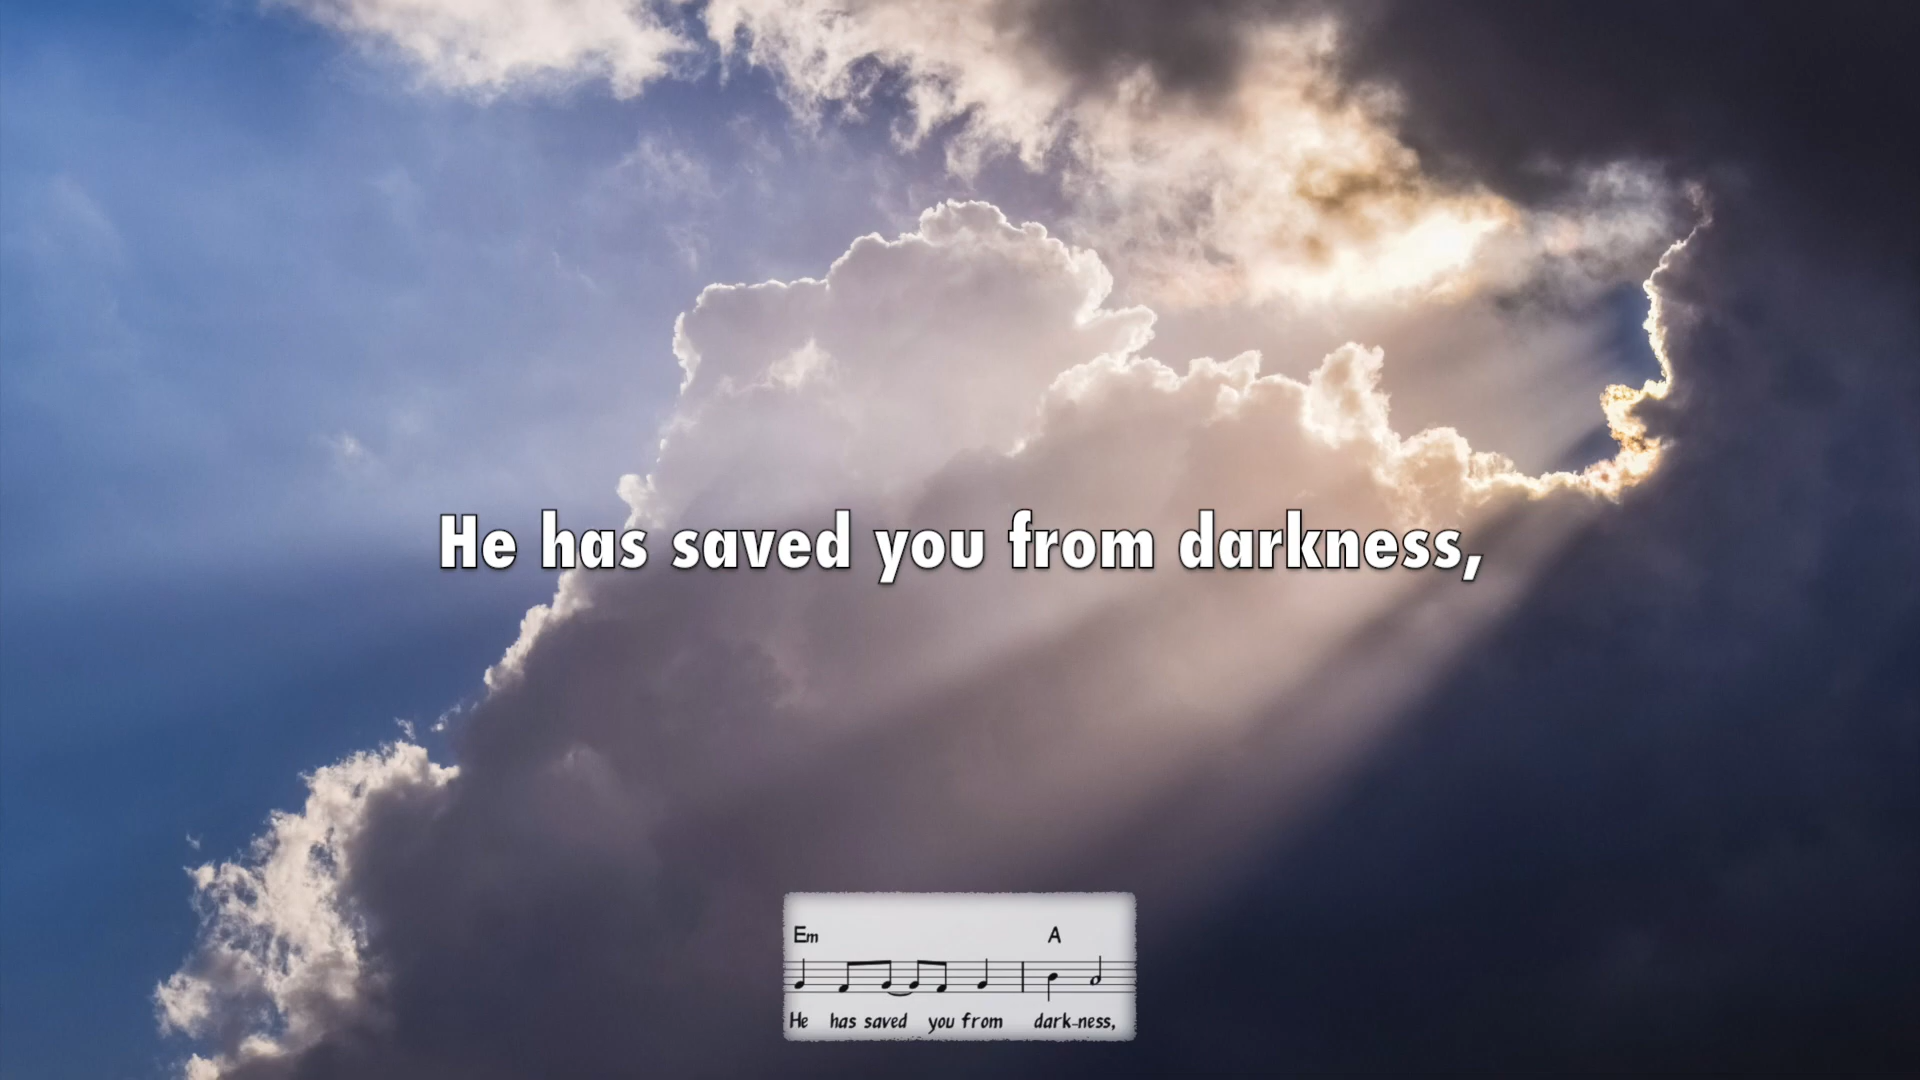 He has saved you from darkness,
Em A
He has saved you from dark-ness,